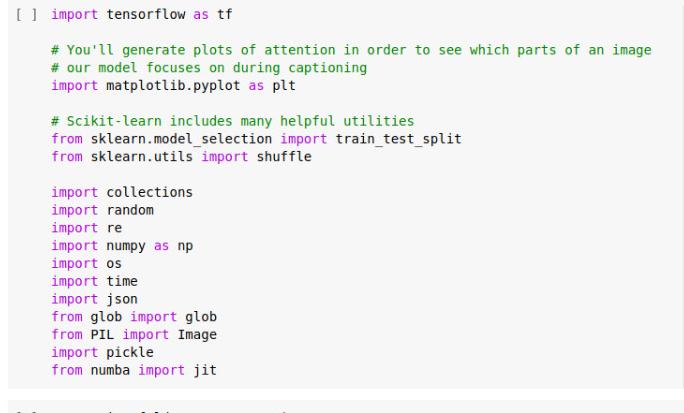 [ ] import tensorflow as tf
# You'll generate plots of attention in order to see which parts of an image
# our model focuses on during captioning
import matplotlib.pyplot as plt
# Scikit-learn includes many helpful utilities
from sklearn.model_selection import train_test_split
from sklearn.utils import shuffle
import collections
import random
import re
import numpy as np
import os
import time
import json
from glob import glob
from PIL import Image
import pickle
from numba import jit